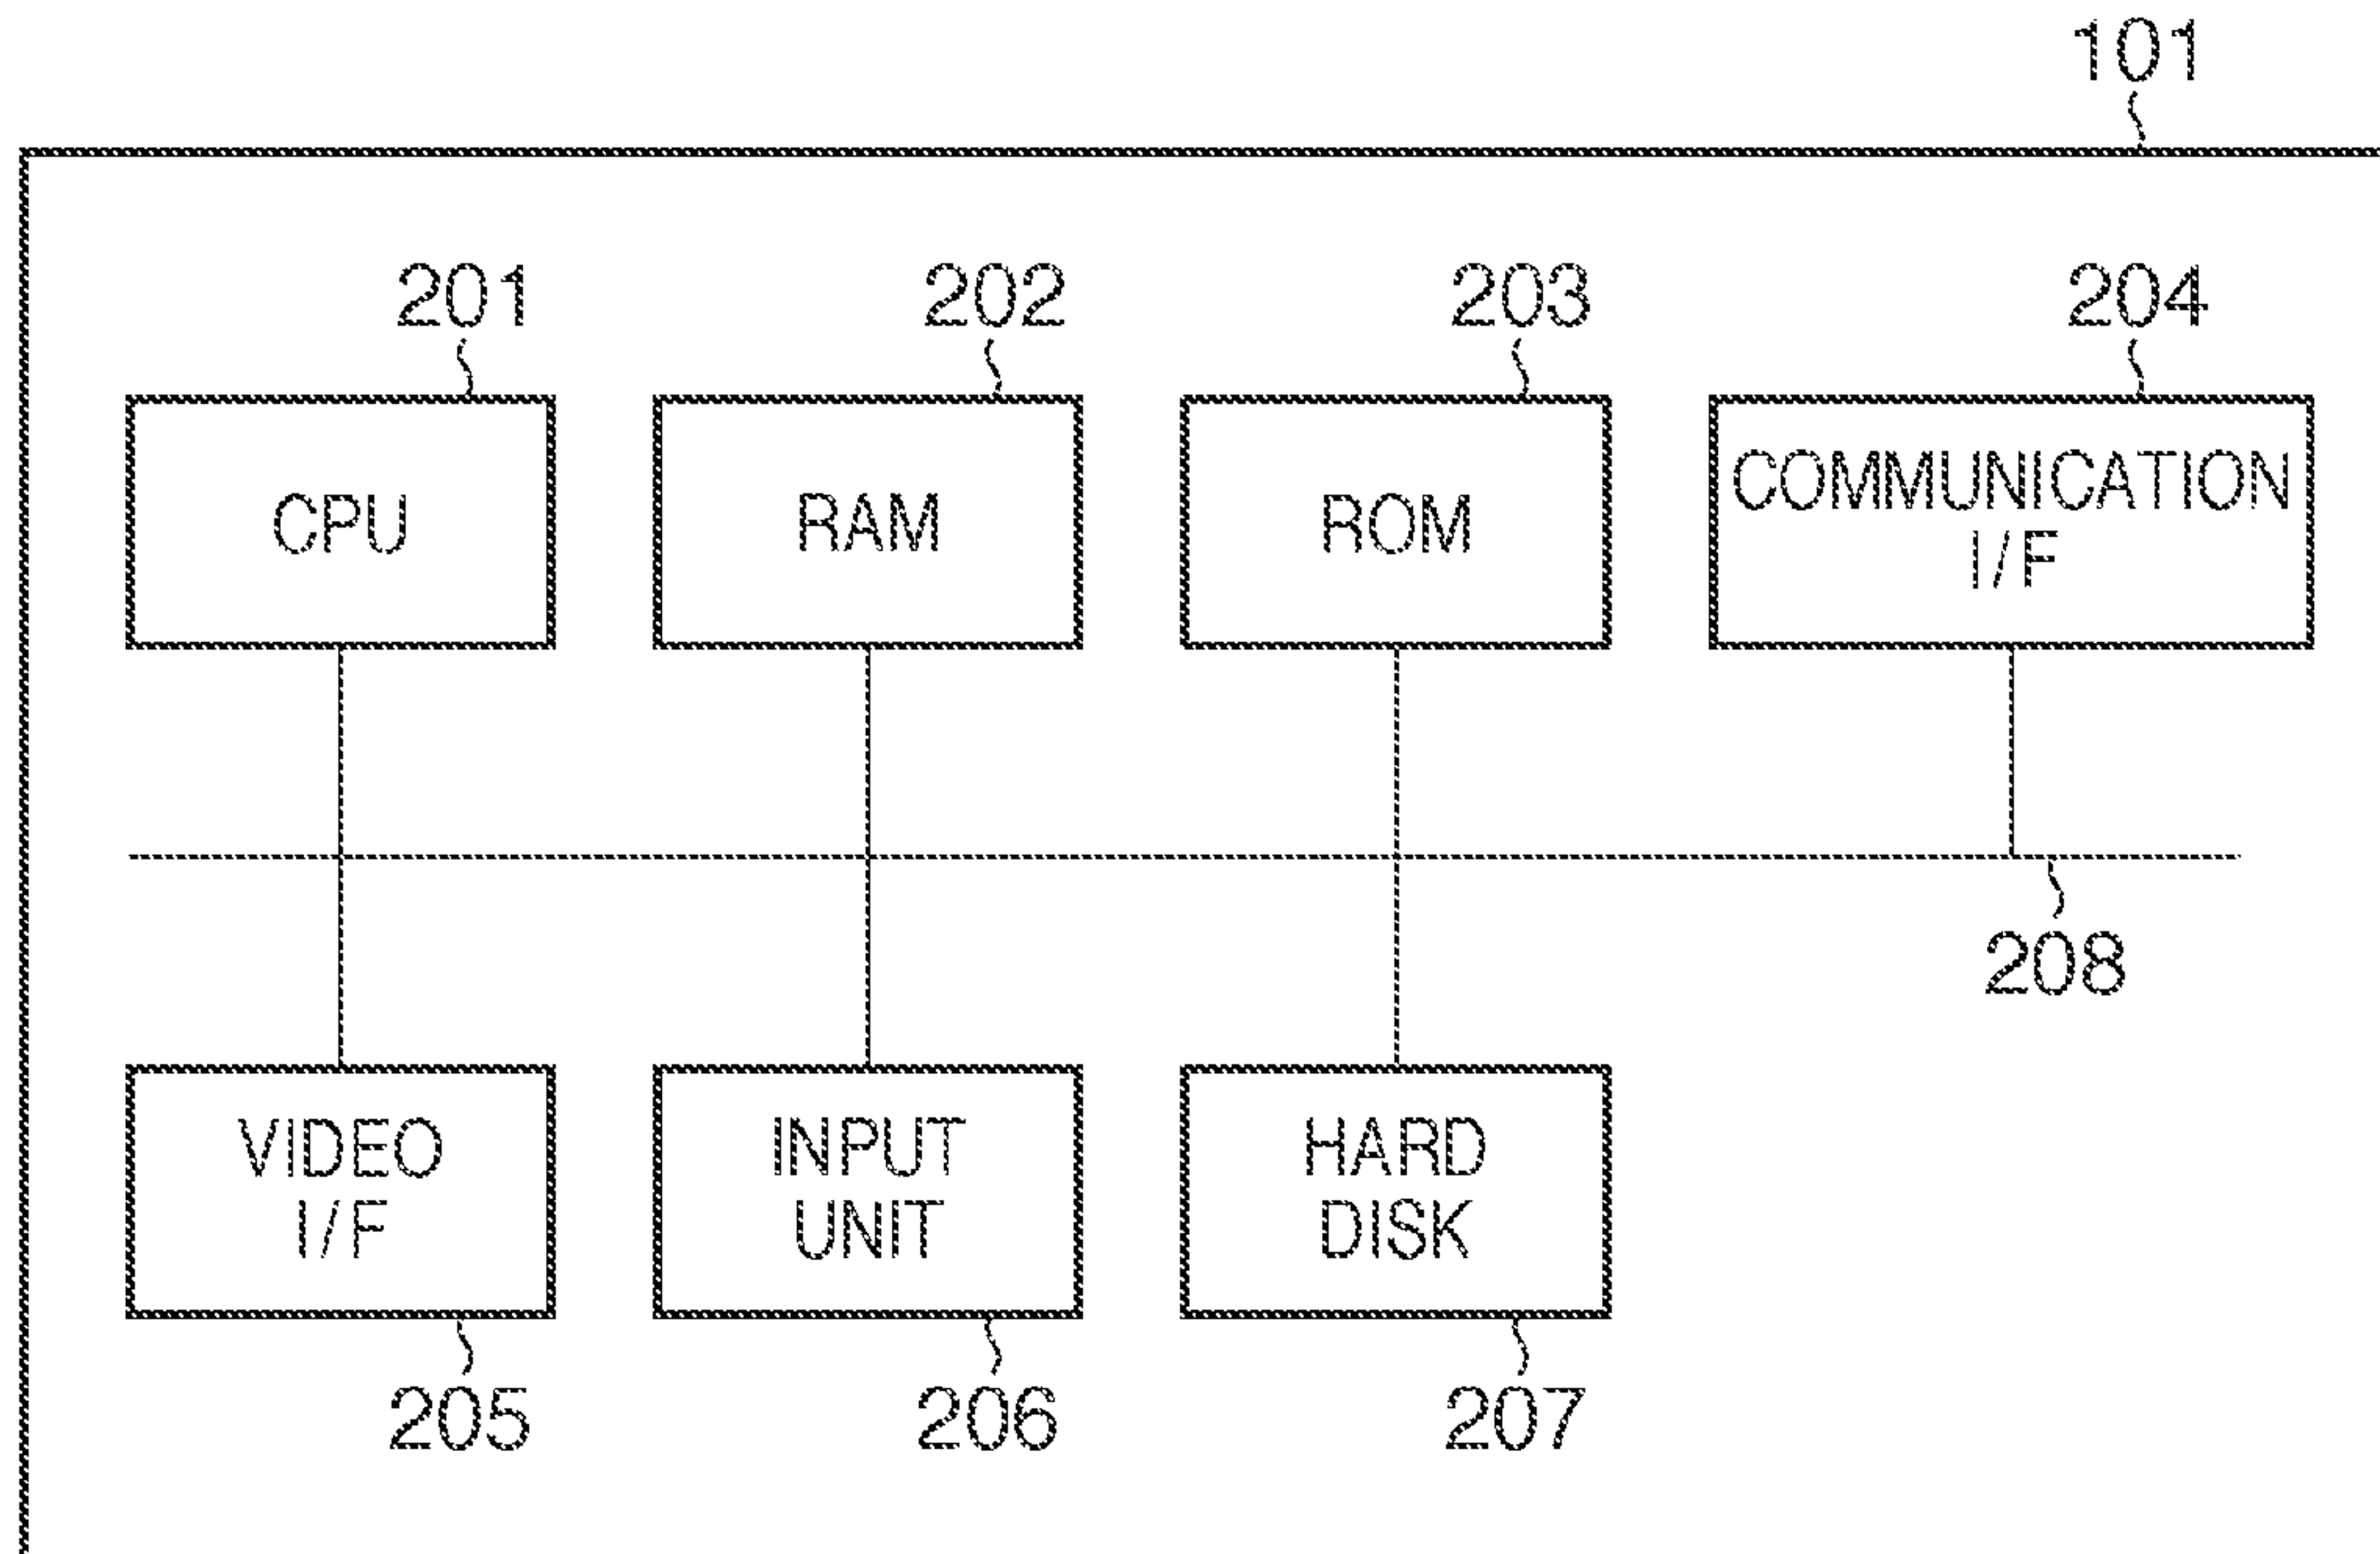 101
201
202
203
204
CPU
RAM
ROM
COMMUNICATION
I/F
208
VIDEO
I/F
INPUT
UNIT
HARD
DISK
205
206
207